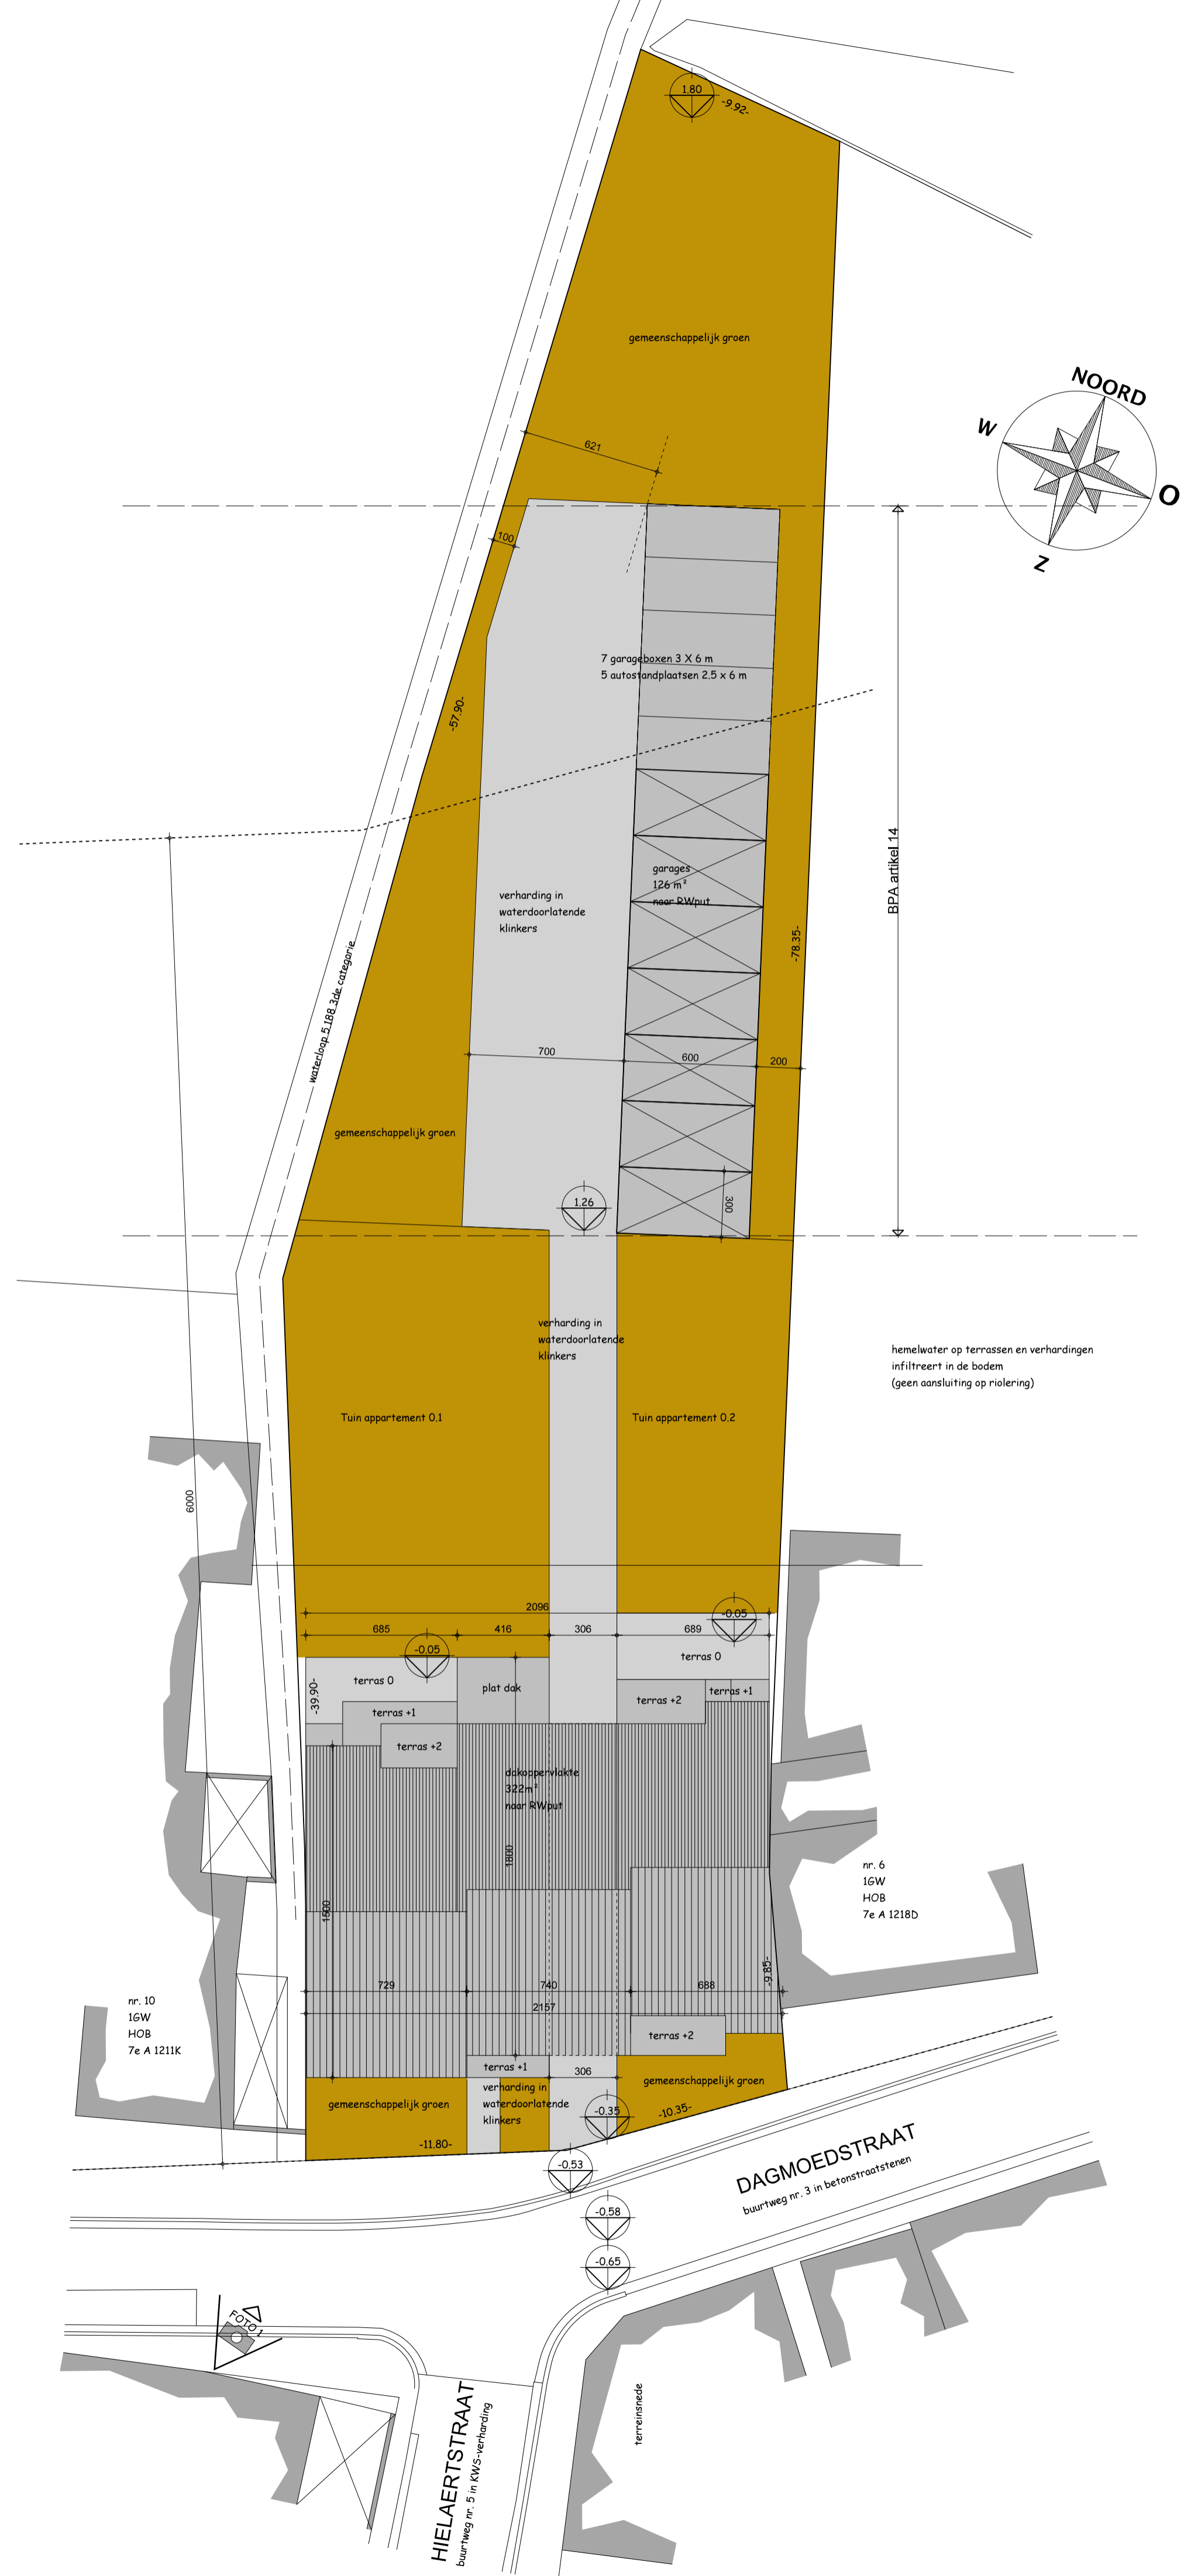 1.80
-9.92-
gemeenschappelijk groen
NOORD
W
O
Z
621
100
7 garageboxen 3 X 6 m
5 autostandplaatsen 2.5 x 6 m
-57.90-
BPA artikel 14
garages
126 m²
naar RWput
verharding in
waterdoorlatende
klinkers
-78.35-
waterloop 5.188 3de categorie
700
600
200
gemeenschappelijk groen
300
1.26
verharding in
waterdoorlatende
klinkers
hemelwater op terrassen en verhardingen
infiltreert in de bodem
(geen aansluiting op riolering)
Tuin appartement 0.1
Tuin appartement 0.2
6000
2096
-0.05
685
416
306
689
-0.05
terras 0
terras 0
-39.90-
plat dak
terras +1
terras +2
terras +1
terras +2
dakoppervlakte
322m²
naar RWput
1800
1500
nr. 6
1GW
HOB
7e A 1218D
-9.85-
729
740
688
2157
nr. 10
1GW
HOB
7e A 1211K
terras +2
terras +1
306
gemeenschappelijk groen
verharding in
waterdoorlatende
klinkers
gemeenschappelijk groen
-0.35
-10.35-
-11.80-
-0.53
DAGMOEDSTRAAT
buurtweg nr. 3 in betonstraatstenen
-0.58
-0.65
FOTO 1
HIELAERTSTRAAT
buurtweg nr. 5 in KWS-verharding
terreinsnede